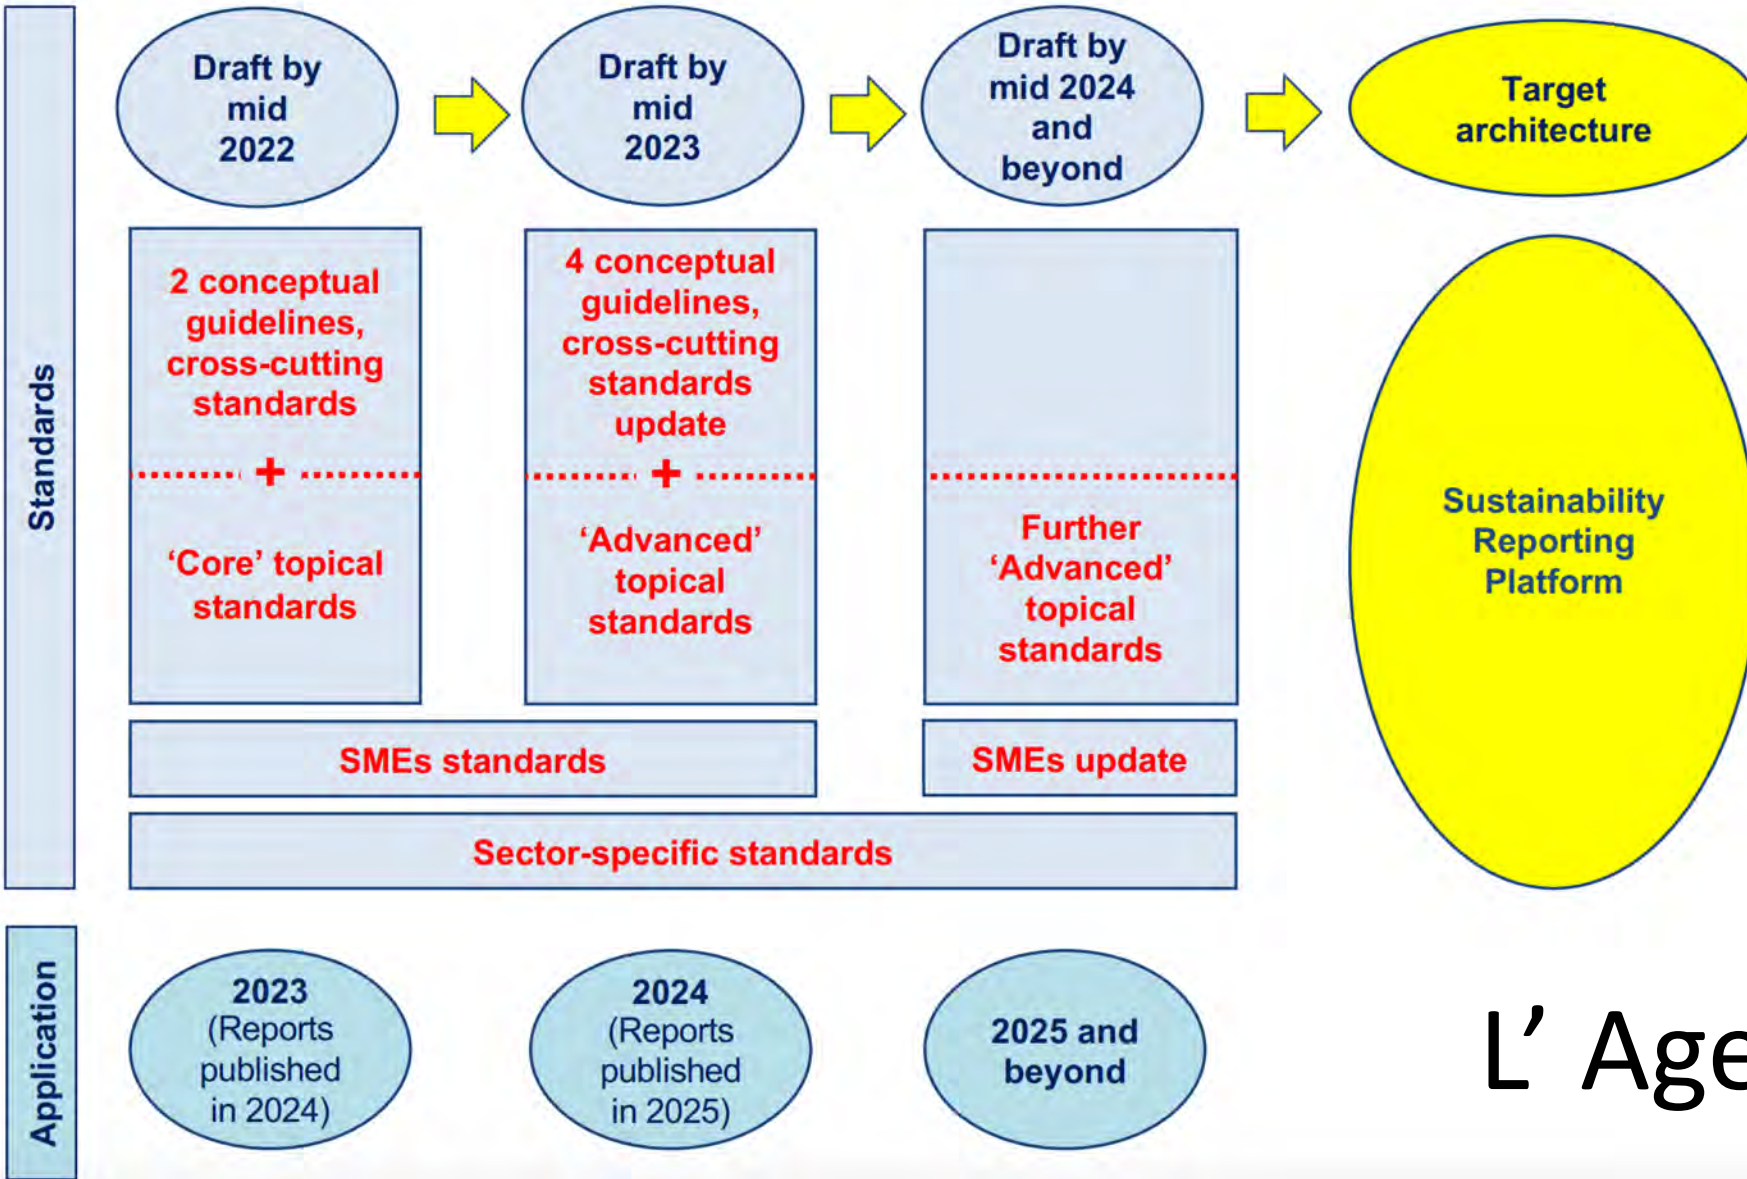 Draft by
mid
2022
Draft by
mid
2023
Draft by
mid 2024
and
beyond
Target
architecture
Standards
2 conceptual
guidelines,
cross-cutting
standards
+
‘Core’ topical
standards
4 conceptual
guidelines,
cross-cutting
standards
update
+
‘Advanced’
topical
standards
Further
‘Advanced’
topical
standards
Sustainability
Reporting
Platform
SMEs standards
SMEs update
Sector-specific standards
Application
2023
(Reports
published
in 2024)
2024
(Reports
published
in 2025)
2025 and
beyond
L’ Age